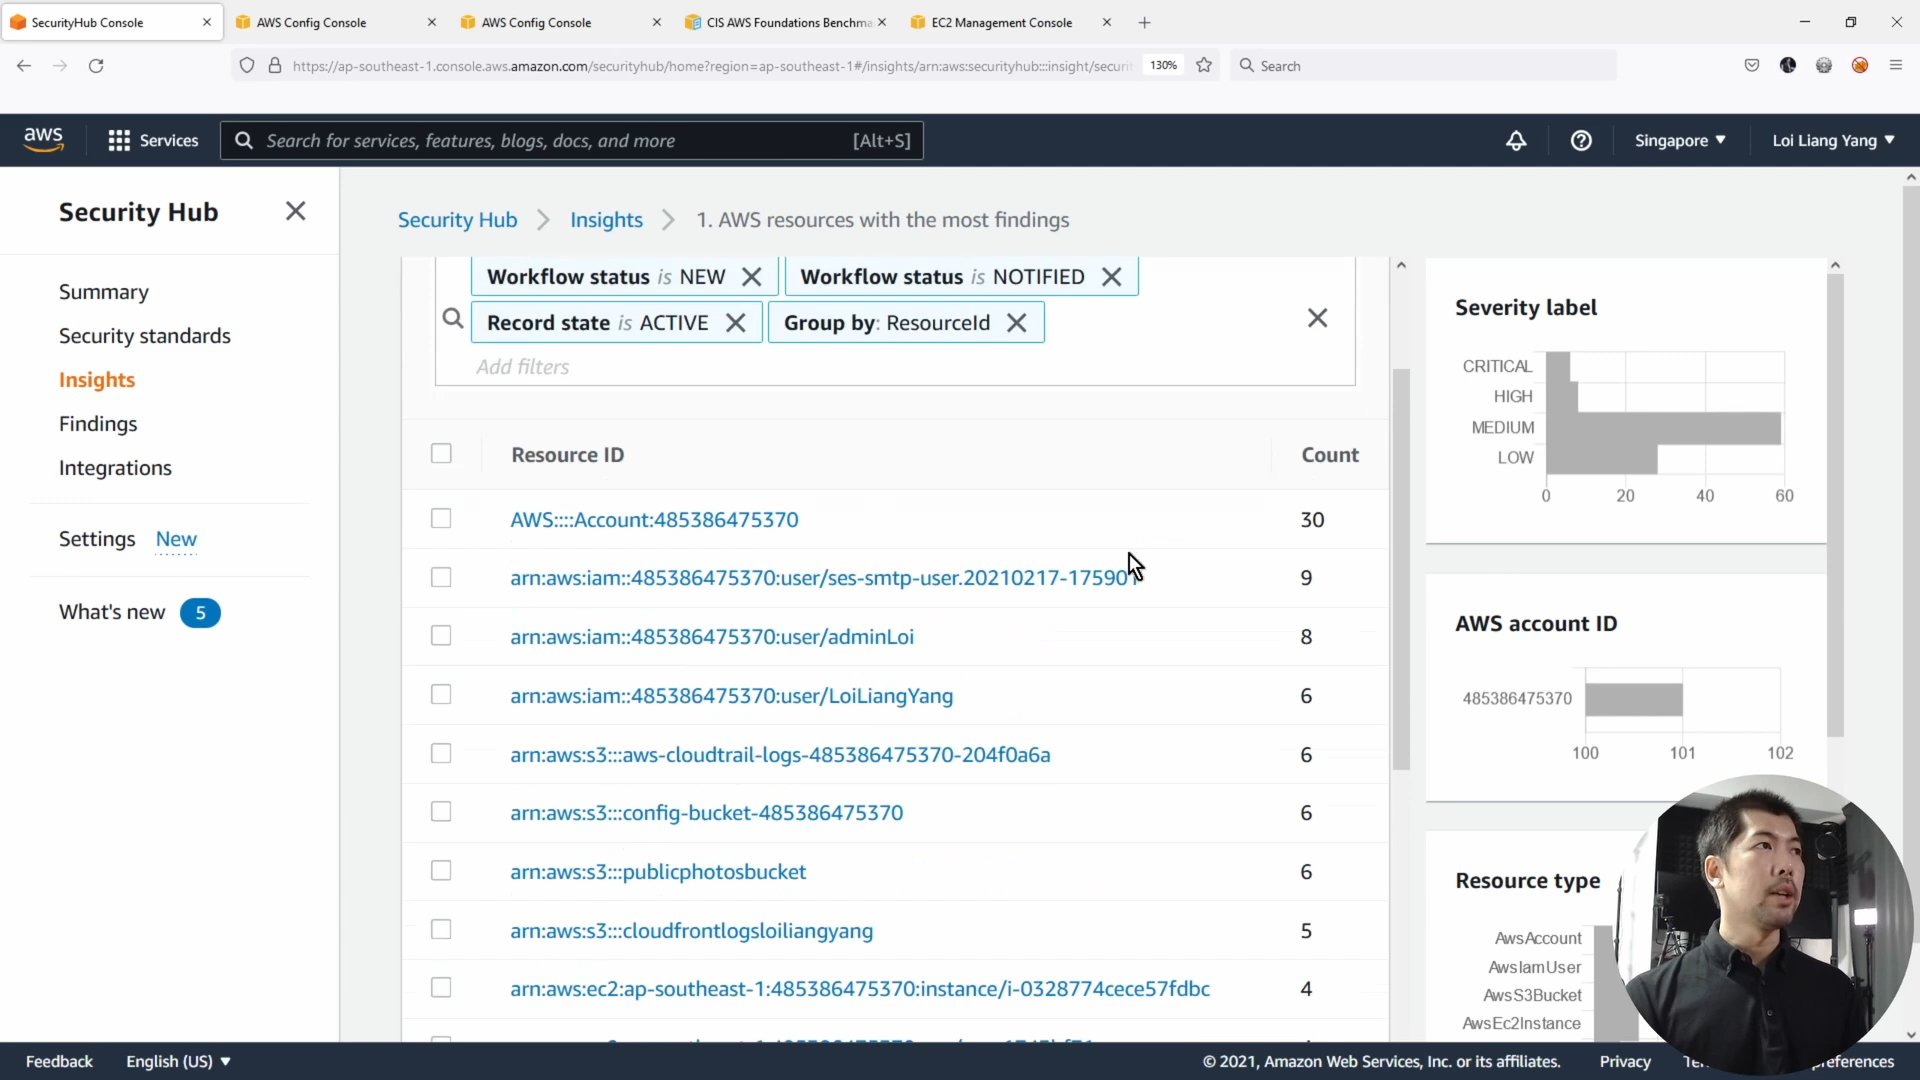 SecurityHub Console
AWS Config Console
AWS Config Console
CIS AWS Foundations Benchma
EC2 Management Console
https://ap-southeast-1.console.aws.amazon.com/securityhub/home?region=ap-southeast-1#/insights/arn:aws:securityhub:::insight/securi
130%
Search
aws
Services
Search for services, features, blogs, docs, and more
[Alt+S]
Singapore
Loi Liang Yang
Security Hub
Summary
Security standards
Insights
Findings
Integrations
Settings New
What's new 5
Security Hub
Insights
1. AWS resources with the most findings
Workflow status is NEW
Workflow status is NOTIFIED
Record state is ACTIVE
Group by: ResourceId
Add filters
Resource ID Count
AWS::::Account:485386475370 30
arn:aws:iam::485386475370:user/ses-smtp-user.20210217-17590 9
arn:aws:iam::485386475370:user/adminLoi 8
arn:aws:iam::485386475370:user/LoiLiangYang 6
arn:aws:s3:::aws-cloudtrail-logs-485386475370-204f0a6a 6
arn:aws:s3:::config-bucket-485386475370 6
arn:aws:s3:::publicphotosbucket 6
arn:aws:s3:::cloudfrontlogsloiliangyang 5
arn:aws:ec2:ap-southeast-1:485386475370:instance/i-0328774cece57fdbc 4
Severity label
CRITICAL
HIGH
MEDIUM
LOW
0 20 40 60
AWS account ID
485386475370
100 101 102
Resource type
AwsAccount
AwsIamUser
AwsS3Bucket
AwsEc2Instance
Feedback
English (US)
© 2021, Amazon Web Services, Inc. or its affiliates.
Privacy
Te
references